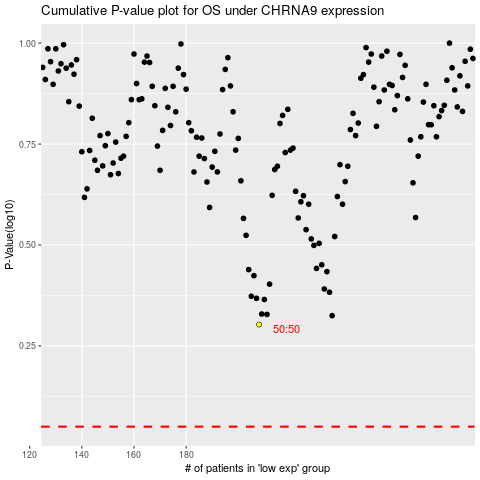 Cumulative P-value plot for OS under CHRNA9 expression
P-Value(log10)
1.00
0.75
0.50
0.25
50:50
120 140 160 180
# of patients in 'low exp' group